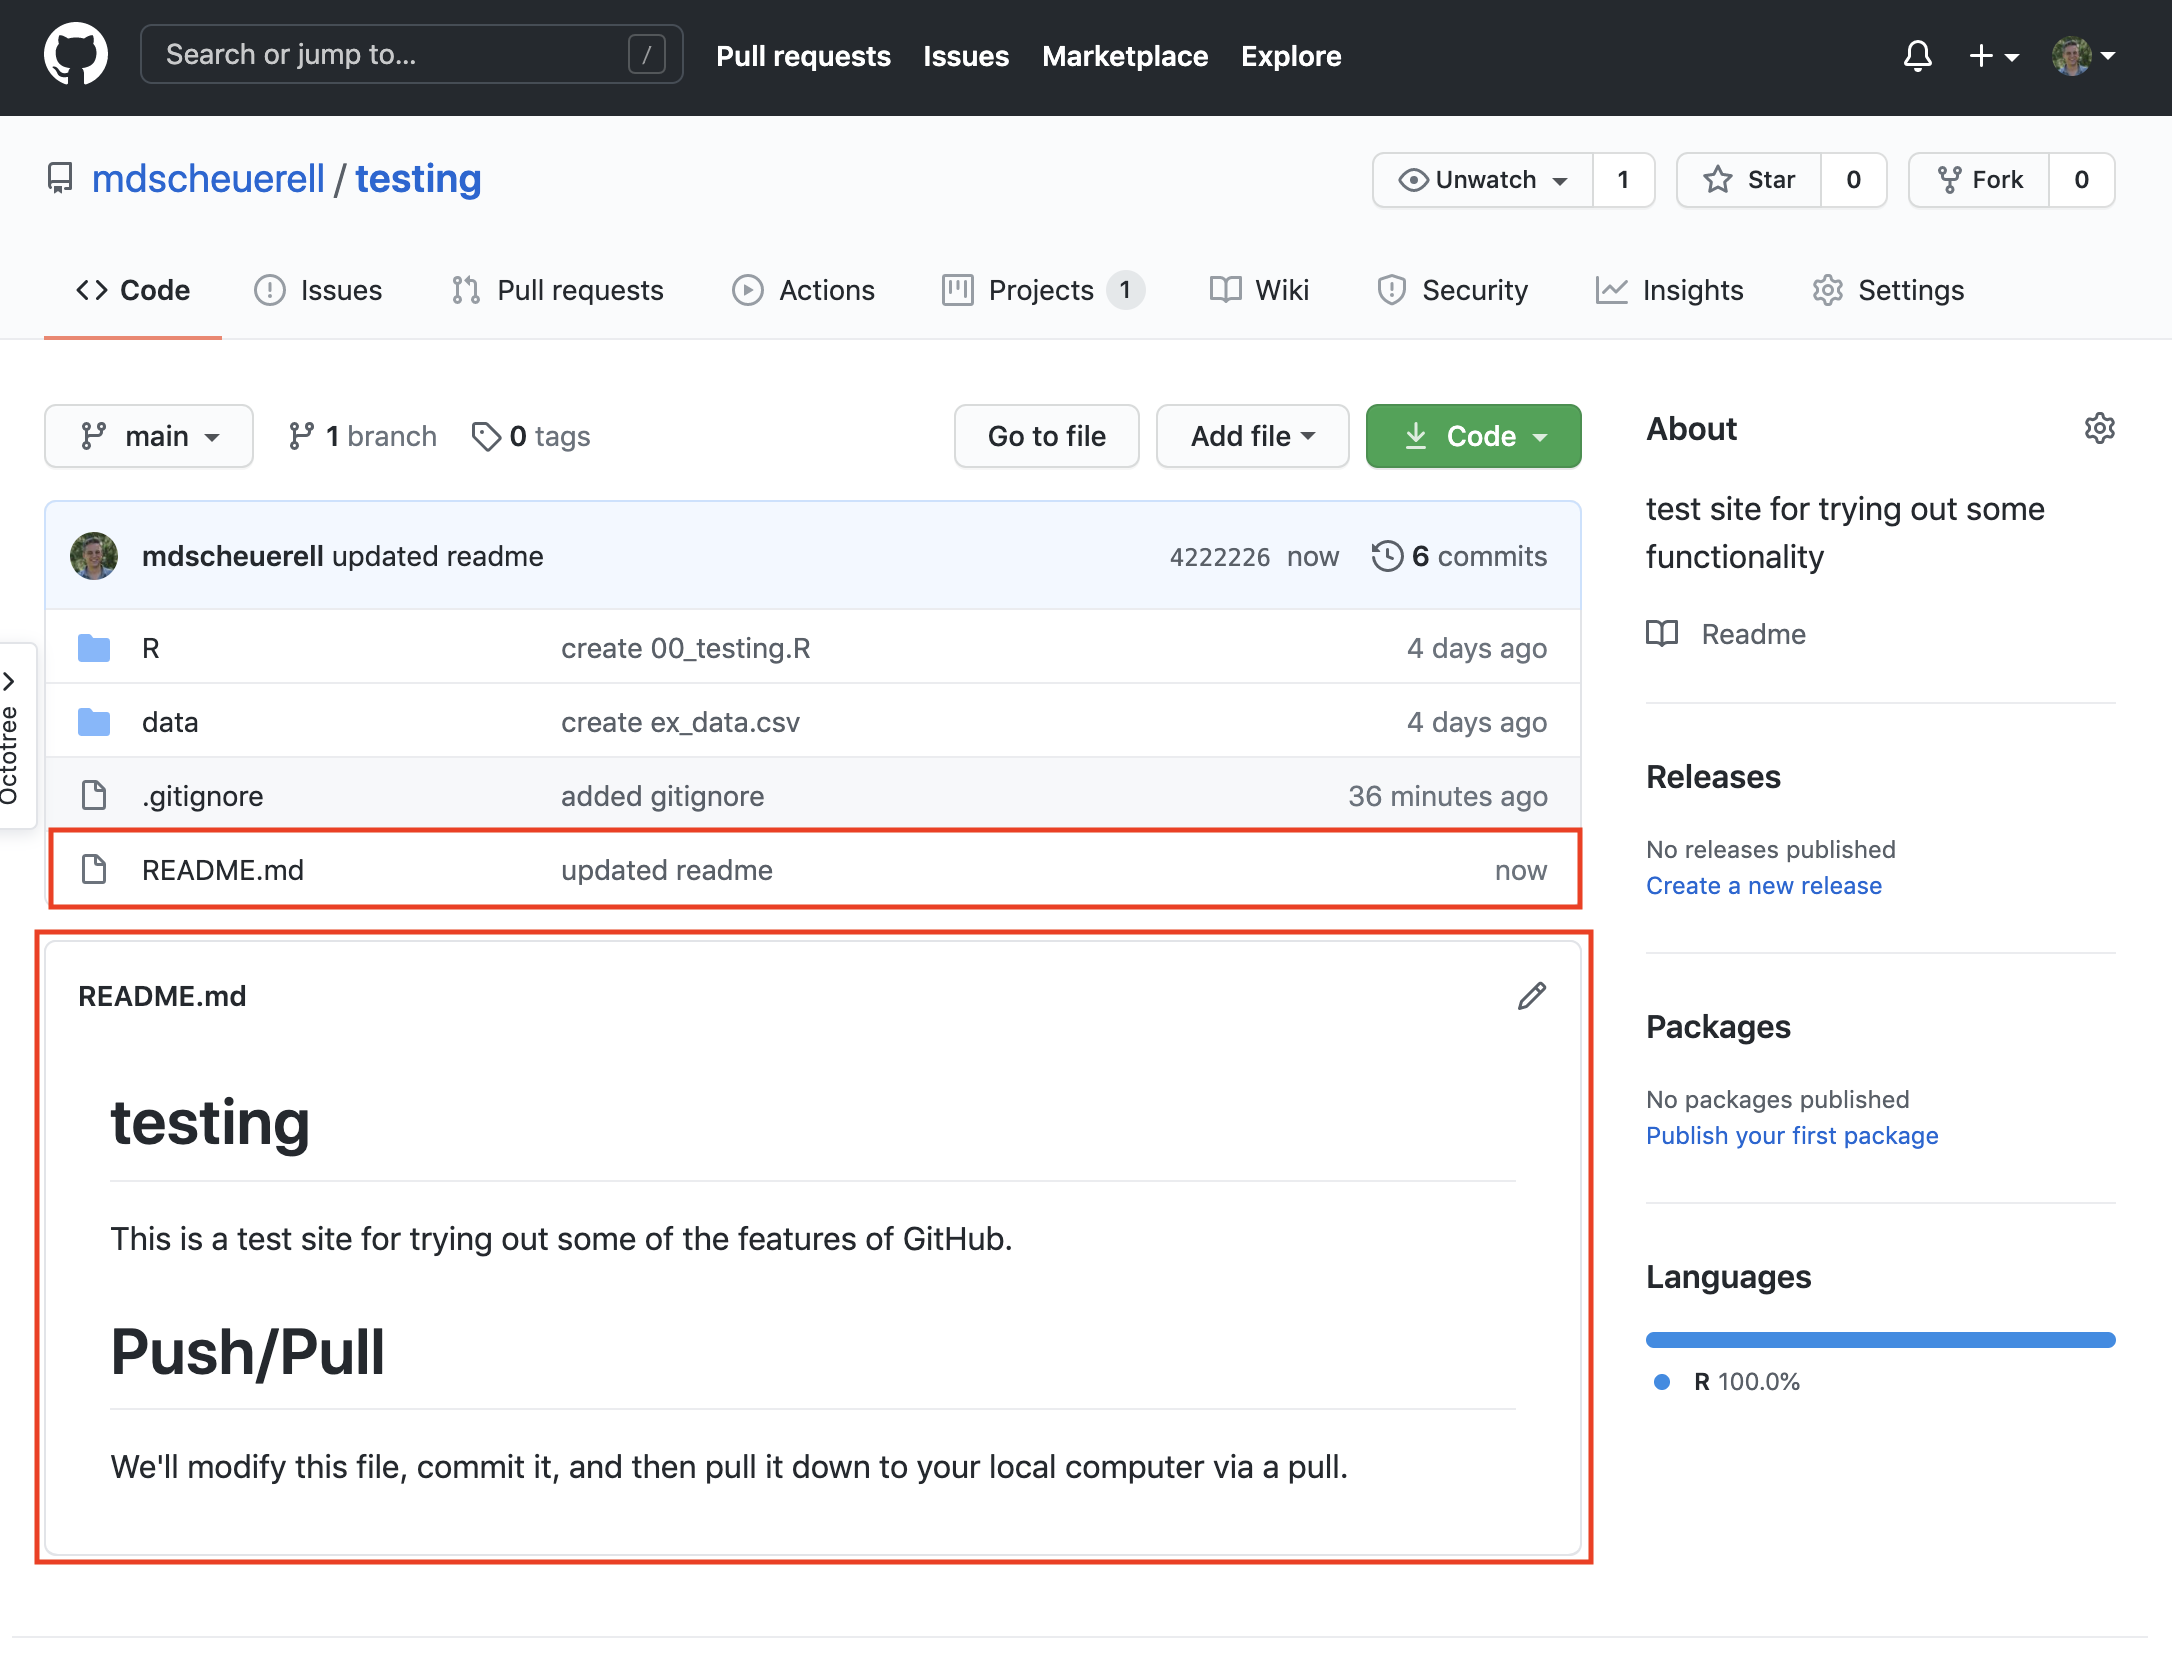 Search or jump to... /
Pull requests Issues Marketplace Explore
mdscheuerell / testing
Unwatch 1 Star 0 Fork 0
Code Issues Pull requests Actions Projects 1 Wiki Security Insights Settings
main 1 branch 0 tags Go to file Add file Code
mdscheuerell updated readme 4222226 now 6 commits
R create 00_testing.R 4 days ago
data create ex_data.csv 4 days ago
.gitignore added gitignore 36 minutes ago
README.md updated readme now
Octotree
README.md
testing
This is a test site for trying out some of the features of GitHub.
Push/Pull
We'll modify this file, commit it, and then pull it down to your local computer via a pull.
About
test site for trying out some
functionality
Readme
Releases
No releases published
Create a new release
Packages
No packages published
Publish your first package
Languages
R 100.0%